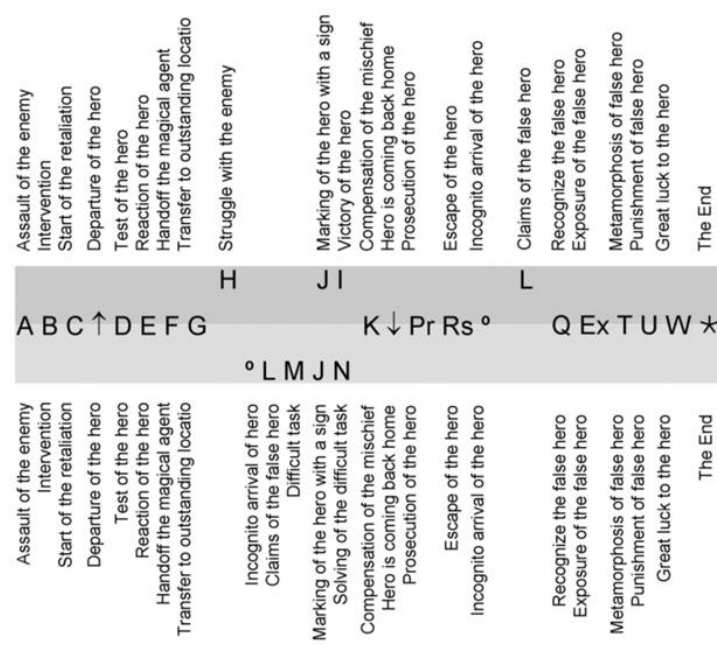 Assault of the enemy
Intervention
Start of the retaliation
Departure of the hero
Test of the hero
Reaction of the hero
Handoff the magical agent
Transfer to outstanding locatio
Struggle with the enemy
Marking of the hero with a sign
Victory of the hero
Compensation of the mischief
Hero is coming back home
Prosecution of the hero
Escape of the hero
Incognito arrival of the hero
Claims of the false hero
Recognize the false hero
Exposure of the false hero
Metamorphosis of false hero
Punishment of false hero
Great luck to the hero
The End
H J I L
A B C ↑ D E F G K ↓ Pr Rs º Q Ex T U W *
º L M J N
Assault of the enemy
Intervention
Start of the retaliation
Departure of the hero
Test of the hero
Reaction of the hero
Handoff the magical agent
Transfer to outstanding locatio
Incognito arrival of hero
Claims of the false hero
Difficult task
Marking of the hero with a sign
Solving of the difficult task
Compensation of the mischief
Hero is coming back home
Prosecution of the hero
Escape of the hero
Incognito arrival of the hero
Recognize the false hero
Exposure of the false hero
Metamorphosis of false hero
Punishment of false hero
Great luck to the hero
The End